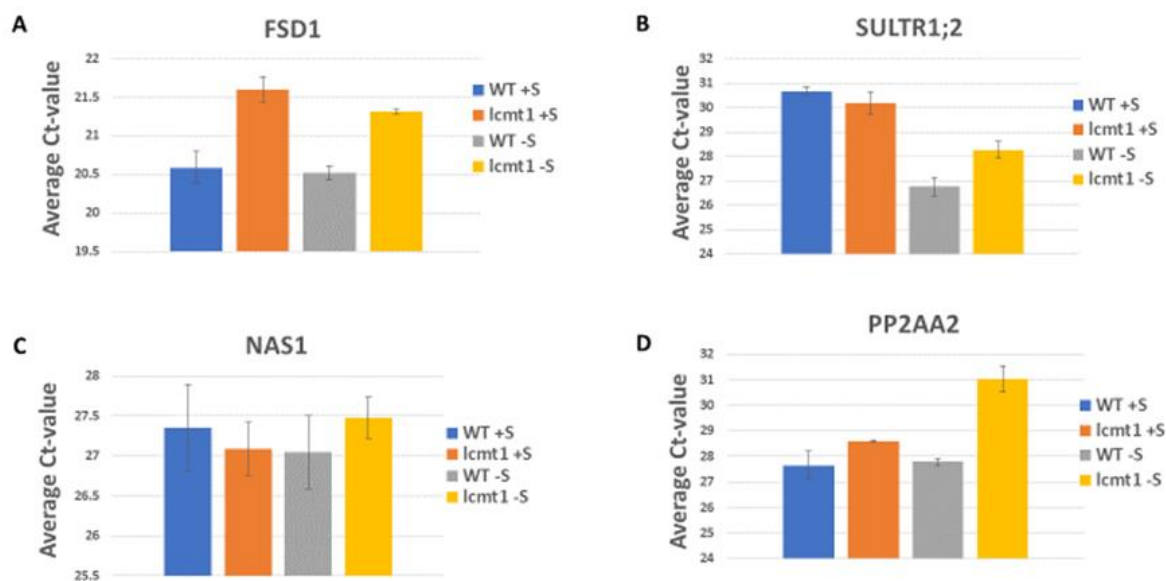 A
FSD1
Average Ct-value
22
21.5
21
20.5
20
19.5
WT +S
lcmt1 +S
WT -S
lcmt1 -S
B
SULTR1;2
Average Ct-value
32
31
30
29
28
27
26
25
24
WT +S
lcmt1 +S
WT -S
lcmt1 -S
C
NAS1
Average Ct-value
28
27.5
27
26.5
26
25.5
WT +S
lcmt1 +S
WT -S
lcmt1 -S
D
PP2AA2
Average Ct-value
32
31
30
29
28
27
26
25
24
WT +S
lcmt1 +S
WT -S
lcmt1 -S